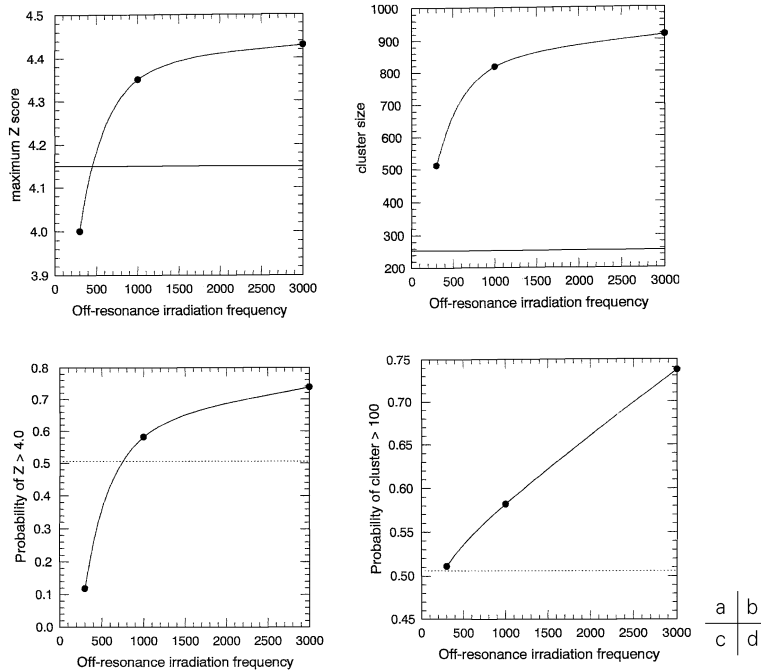 4.5
4.4
4.3
4.2
4.1
4.0
3.9
maximum Z score
0 500 1000 1500 2000 2500 3000
Off-resonance irradiation frequency
1000
900
800
700
600
500
400
300
200
cluster size
0 500 1000 1500 2000 2500 3000
Off-resonance irradiation frequency
0.8
0.7
0.6
0.5
0.4
0.3
0.2
0.1
0.0
Probability of Z > 4.0
0 500 1000 1500 2000 2500 3000
Off-resonance irradiation frequency
0.75
0.70
0.65
0.60
0.55
0.50
0.45
Probability of cluster > 100
0 500 1000 1500 2000 2500 3000
Off-resonance irradiation frequency
a b
c d